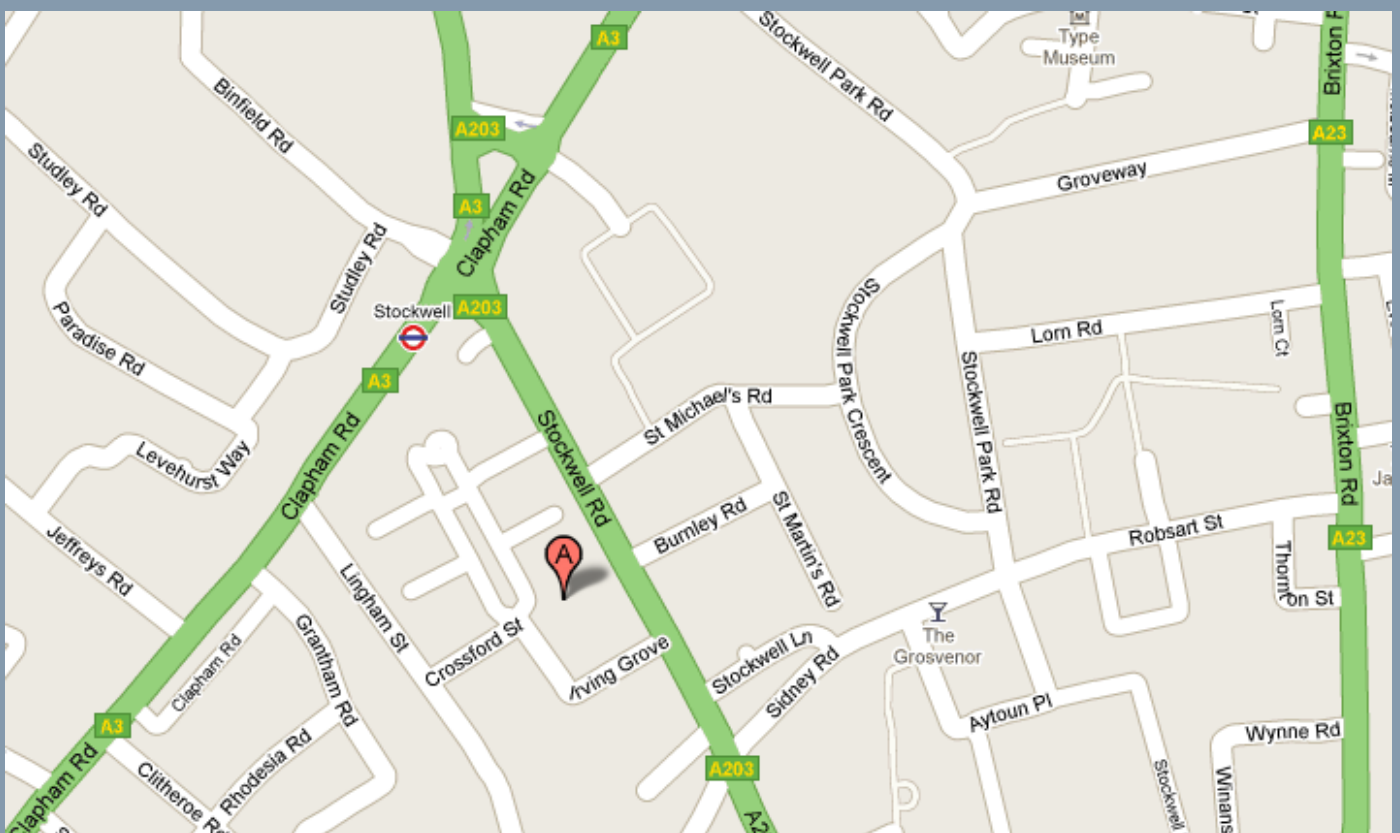 Stockwell Park Rd
Type
Museum
Brixton R
A3
Binfield Rd
A203
A23
Studley Rd
Groveway
A3
Clapham Rd
Studley Rd
Stockwell
A203
Paradise Rd
Stockwell Park Crescent
Lorn Rd
Lorn Ct
A3
St Michael's Rd
Stockwell Park Rd
Clapham Rd
Levehurst Way
Stockwell Rd
Brixton Rd
Ja
Burnley Rd
St Martin's Rd
Robsart St
A23
Jeffreys Rd
A
Lingham St
Thornton St
The
Grosvenor
Grantham Rd
Crossford St
Irving Grove
Stockwell Ln
Sidney Rd
Clapham Rd
Aytoun Pl
A3
Wynne Rd
Clapham Rd
Rhodesia Rd
Clitheroe Rd
A203
Stockwell
Winans
A2